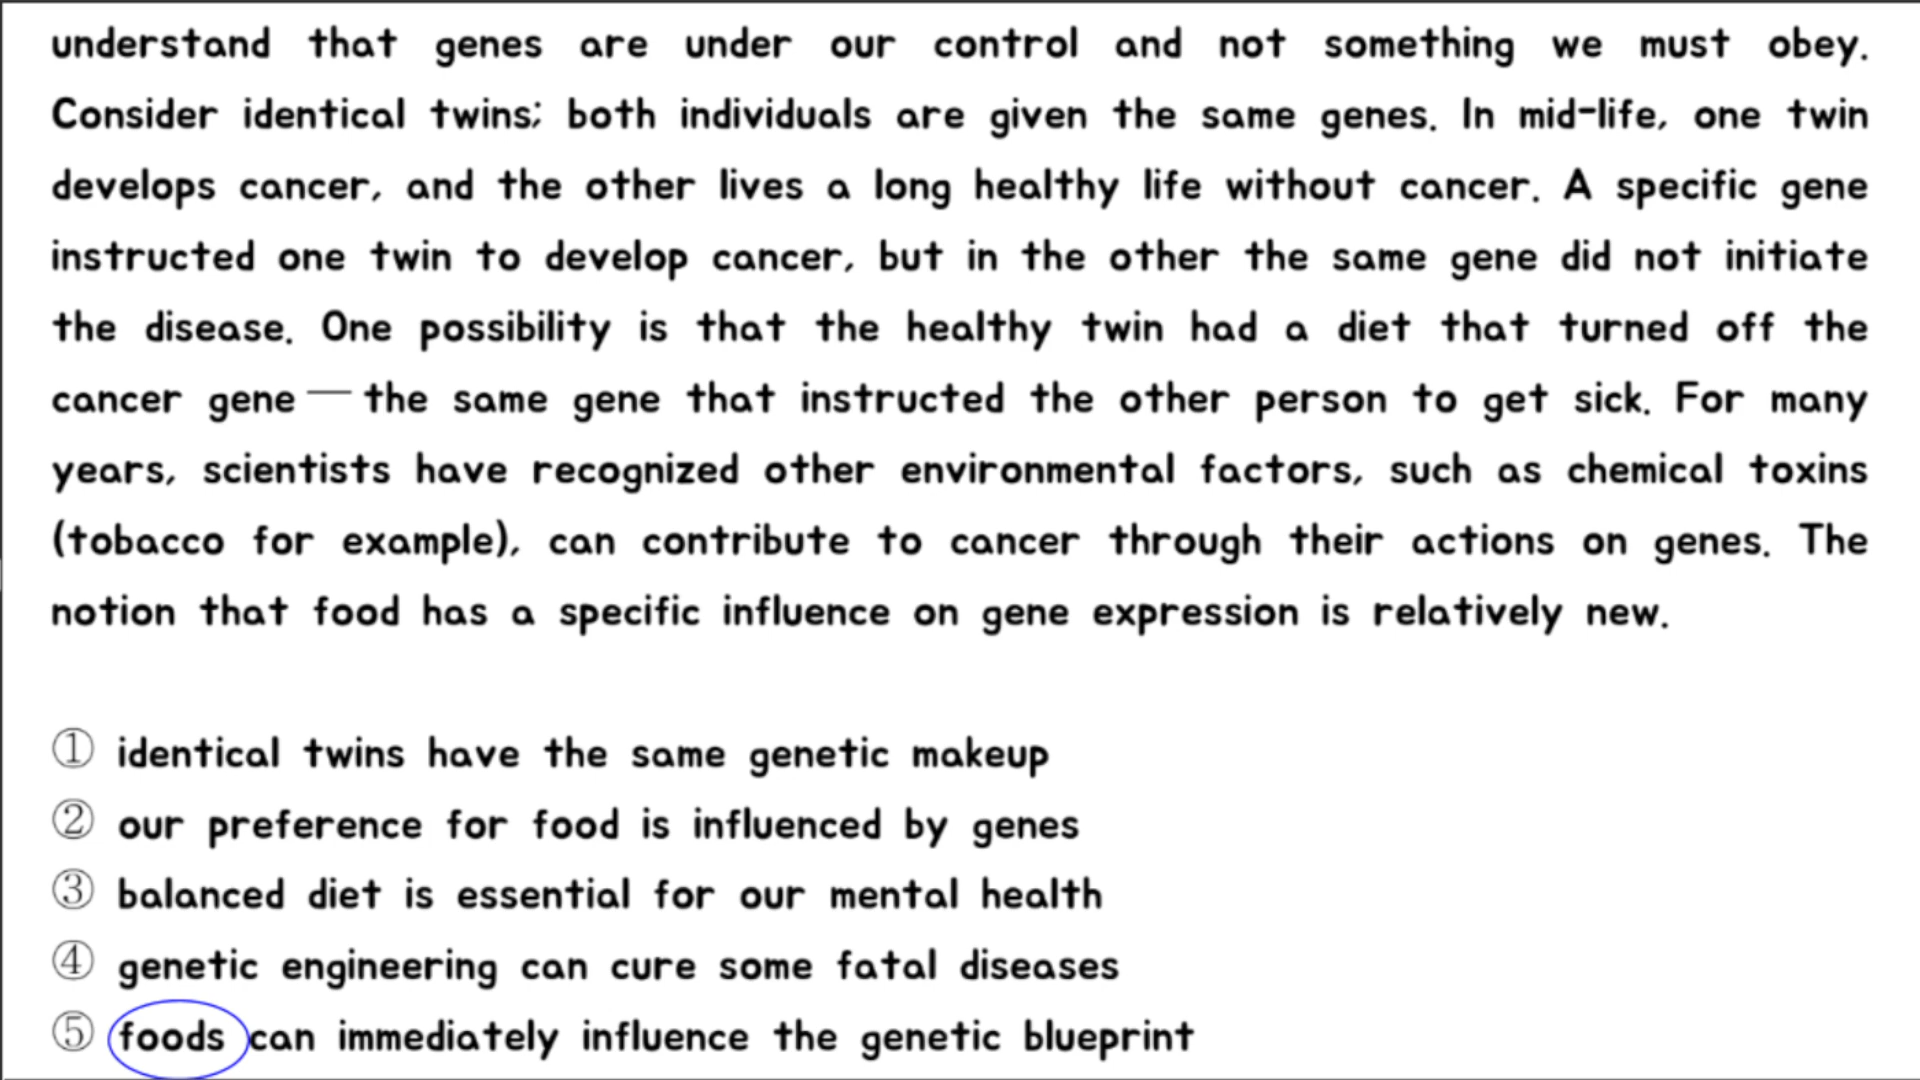 understand that genes are under our control and not something we must obey.
Consider identical twins; both individuals are given the same genes. In mid-life, one twin
develops cancer, and the other lives a long healthy life without cancer. A specific gene
instructed one twin to develop cancer, but in the other the same gene did not initiate
the disease. One possibility is that the healthy twin had a diet that turned off the
cancer gene — the same gene that instructed the other person to get sick. For many
years, scientists have recognized other environmental factors, such as chemical toxins
(tobacco for example), can contribute to cancer through their actions on genes. The
notion that food has a specific influence on gene expression is relatively new.
① identical twins have the same genetic makeup
② our preference for food is influenced by genes
③ balanced diet is essential for our mental health
④ genetic engineering can cure some fatal diseases
⑤ foods can immediately influence the genetic blueprint